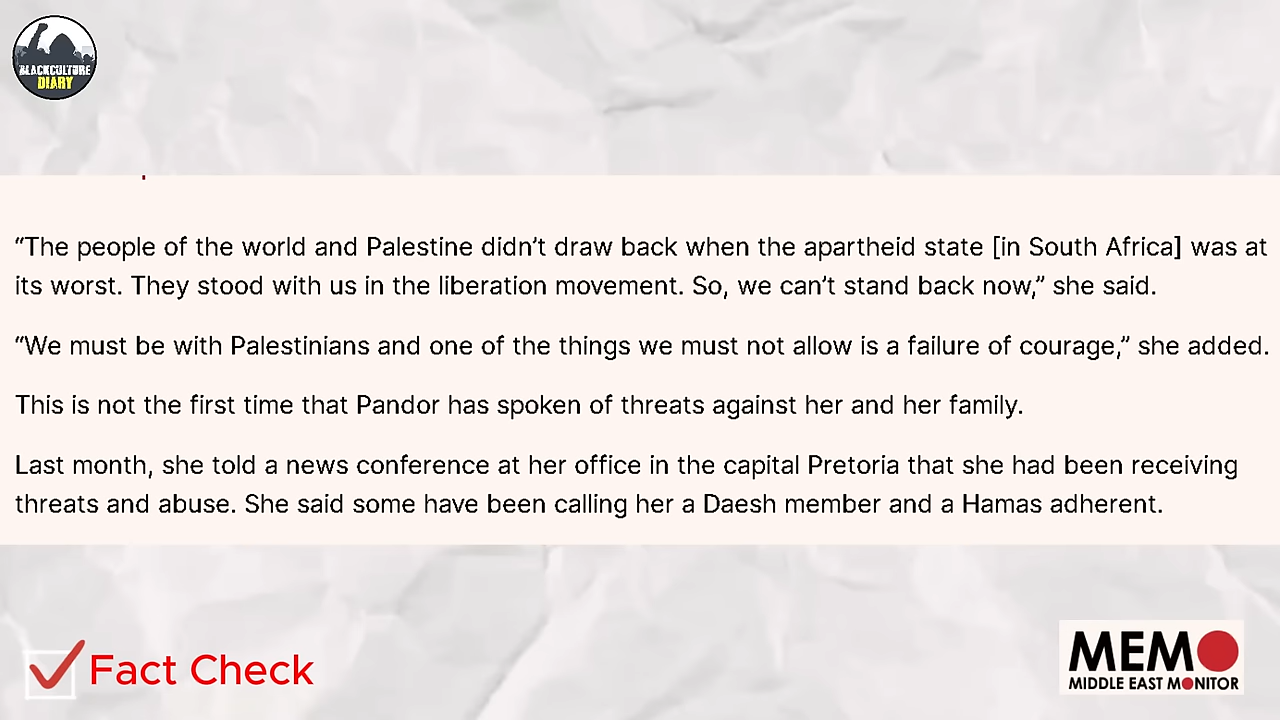 BLACKCULTURE
DIARY
“The people of the world and Palestine didn’t draw back when the apartheid state [in South Africa] was at
its worst. They stood with us in the liberation movement. So, we can’t stand back now,” she said.
“We must be with Palestinians and one of the things we must not allow is a failure of courage,” she added.
This is not the first time that Pandor has spoken of threats against her and her family.
Last month, she told a news conference at her office in the capital Pretoria that she had been receiving
threats and abuse. She said some have been calling her a Daesh member and a Hamas adherent.
Fact Check
MEMO
MIDDLE EAST MONITOR